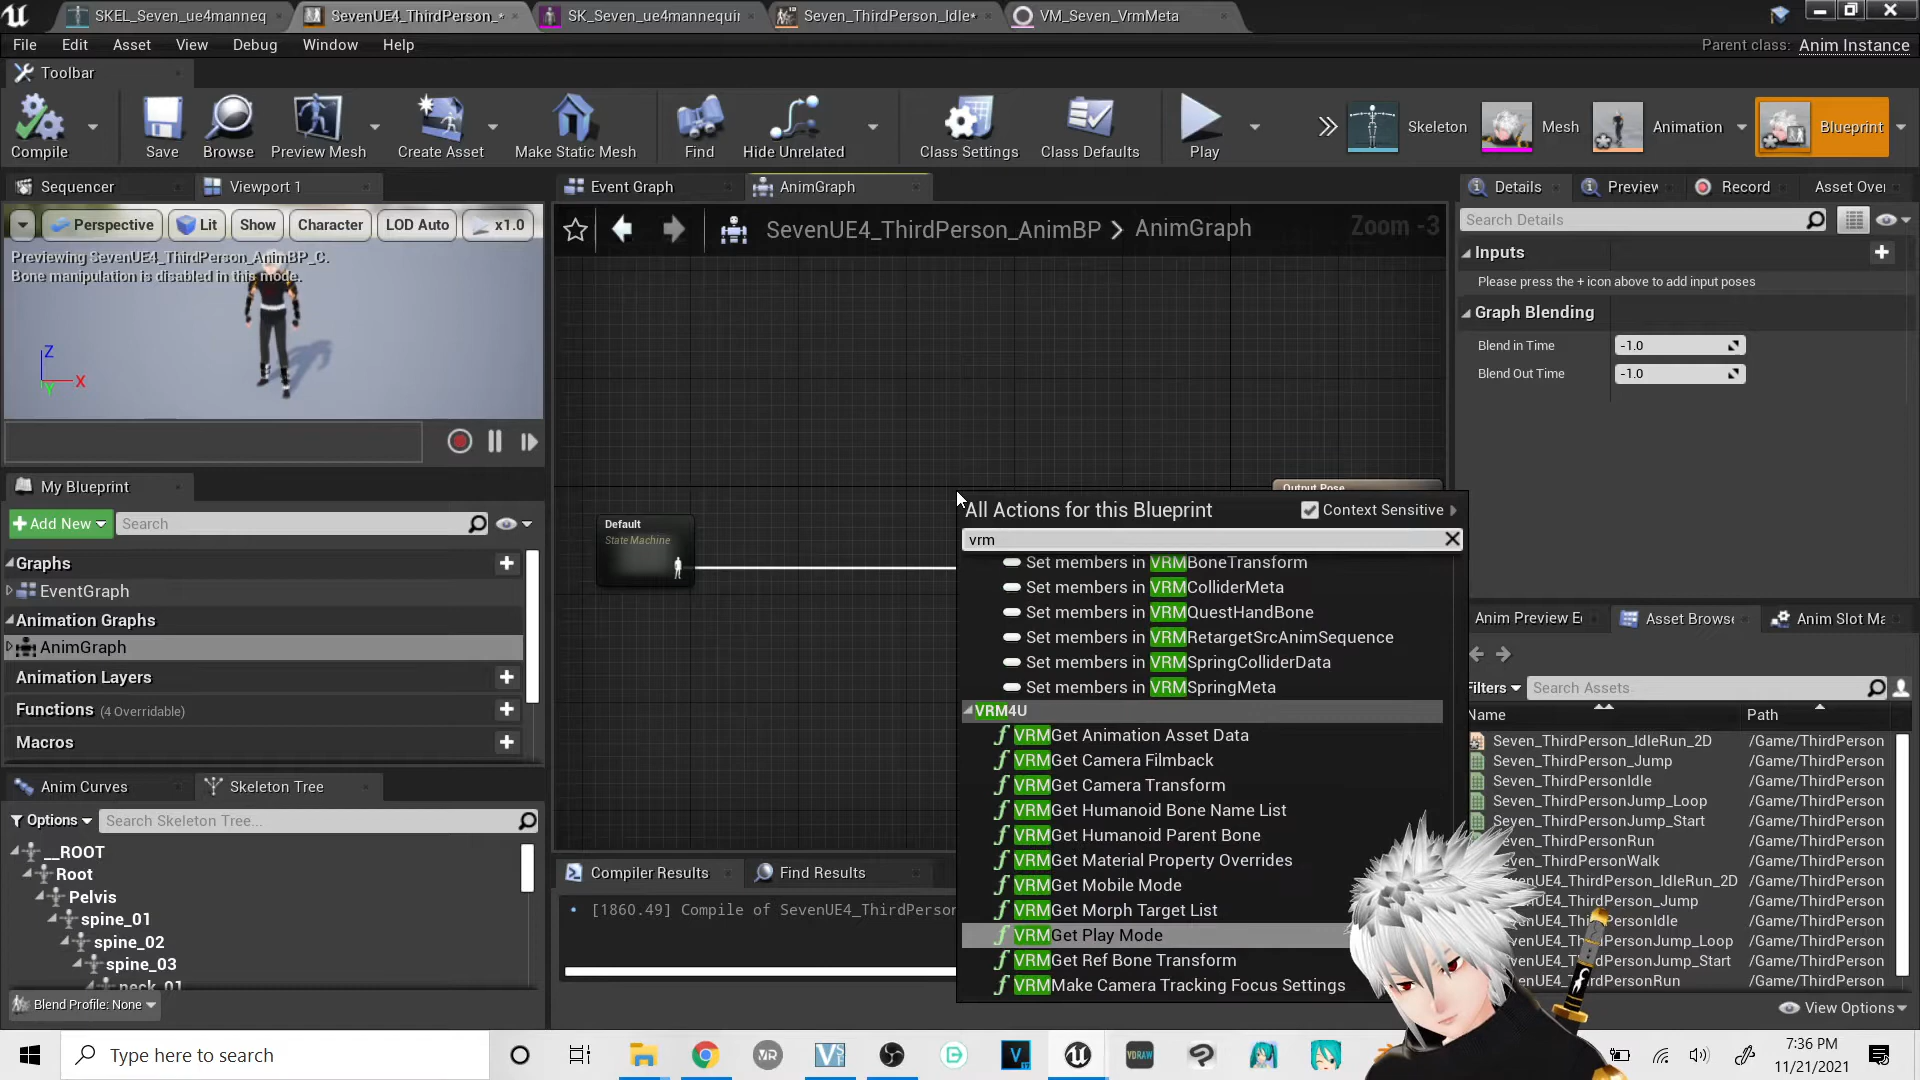 SKEL_Seven_ue4manneq
SevenUE4_ThirdPerson_*
SK_Seven_ue4mannequi
Seven_ThirdPerson_Idle*
VM_Seven_VrmMeta
File Edit Asset View Debug Window Help
Parent class: Anim Instance
Toolbar
Compile
Save
Browse
Preview Mesh
Create Asset
Make Static Mesh
Find
Hide Unrelated
Class Settings
Class Defaults
Play
Skeleton
Mesh
Animation
Blueprint
Sequencer
Viewport 1
Event Graph
AnimGraph
Details
Preview
Record
Asset Over
Perspective
Lit
Show
Character
LOD Auto
x1.0
Previewing SevenUE4_ThirdPerson_AnimBP_C.
Bone manipulation is disabled in this mode.
Z
X
Y
SevenUE4_ThirdPerson_AnimBP > AnimGraph
Zoom -3
Search Details
Inputs
Please press the + icon above to add input poses
Graph Blending
Blend in Time
-1.0
Blend Out Time
-1.0
My Blueprint
Add New
Search
Graphs
EventGraph
Animation Graphs
AnimGraph
Animation Layers
Functions (4 Overridable)
Macros
Default
State Machine
Output Pose
All Actions for this Blueprint
Context Sensitive
vrm
Set members in VRMBoneTransform
Set members in VRMColliderMeta
Set members in VRMQuestHandBone
Set members in VRMRetargetSrcAnimSequence
Set members in VRMSpringColliderData
Set members in VRMSpringMeta
VRM4U
VRMGet Animation Asset Data
VRMGet Camera Filmback
VRMGet Camera Transform
VRMGet Humanoid Bone Name List
VRMGet Humanoid Parent Bone
VRMGet Material Property Overrides
VRMGet Mobile Mode
VRMGet Morph Target List
VRMGet Play Mode
VRMGet Ref Bone Transform
VRMMake Camera Tracking Focus Settings
Anim Curves
Skeleton Tree
Options
Search Skeleton Tree...
__ROOT
Root
Pelvis
spine_01
spine_02
spine_03
neck_01
Blend Profile: None
Compiler Results
Find Results
[1860.49] Compile of SevenUE4_ThirdPerson
Anim Preview E
Asset Browse
Anim Slot Ma
Filters
Search Assets
Name
Path
Seven_ThirdPerson_IdleRun_2D /Game/ThirdPerson
Seven_ThirdPerson_Jump /Game/ThirdPerson
Seven_ThirdPersonIdle /Game/ThirdPerson
Seven_ThirdPersonJump_Loop /Game/ThirdPerson
Seven_ThirdPersonJump_Start /Game/ThirdPerson
even_ThirdPersonRun /Game/ThirdPerson
even_ThirdPersonWalk /Game/ThirdPerson
enUE4_ThirdPerson_IdleRun_2D /Game/ThirdPerson
enUE4_ThirdPerson_Jump /Game/ThirdPerson
/Game/ThirdPerson
/Game/ThirdPerson
/Game/ThirdPerson
/Game/ThirdPerson
View Options
Type here to search
VDRAW
7:36 PM
11/21/2021